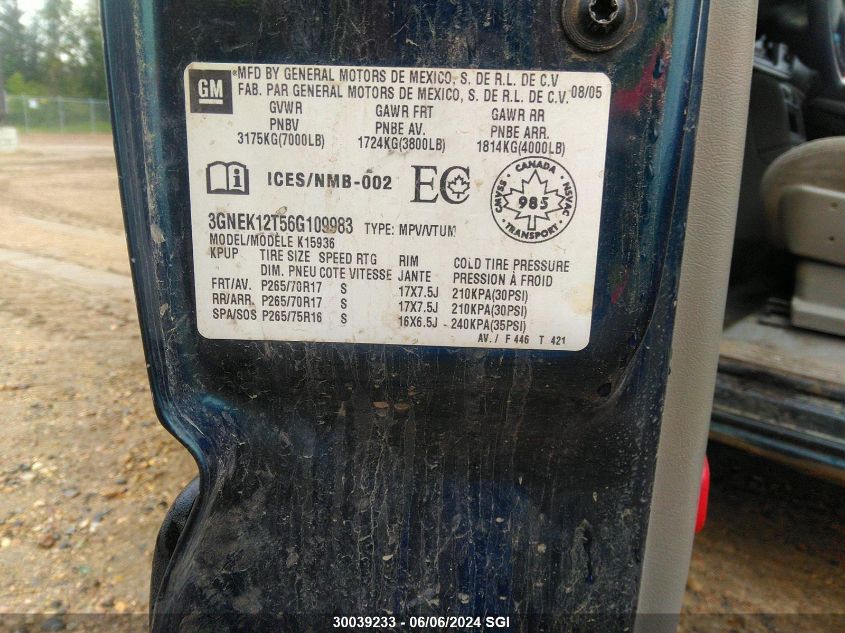 GM
*MFD BY GENERAL MOTORS DE MEXICO, S. DE R.L. DE C.V
FAB. PAR GENERAL MOTORS DE MEXICO, S. DE R.L. DE C.V. 08/05
GVWR GAWR FRT GAWR RR
PNBV PNBE AV. PNBE ARR.
3175KG(7000LB) 1724KG(3800LB) 1814KG(4000LB)
i ICES/NMB-002 EC
CANADA
CMVSS 985 NSVAC
TRANSPORT
3GNEK12T56G109983 TYPE: MPV/VTUM
MODEL/MODÈLE K15936
KPUP TIRE SIZE SPEED RTG RIM COLD TIRE PRESSURE
DIM. PNEU COTE VITESSE JANTE PRESSION À FROID
FRT/AV. P265/70R17 S 17X7.5J 210KPA(30PSI)
RR/ARR. P265/70R17 S 17X7.5J 210KPA(30PSI)
SPA/SOS P265/75R16 S 16X6.5J - 240KPA(35PSI)
AV. / F 446 T 421
30039233 - 06/06/2024 SGI